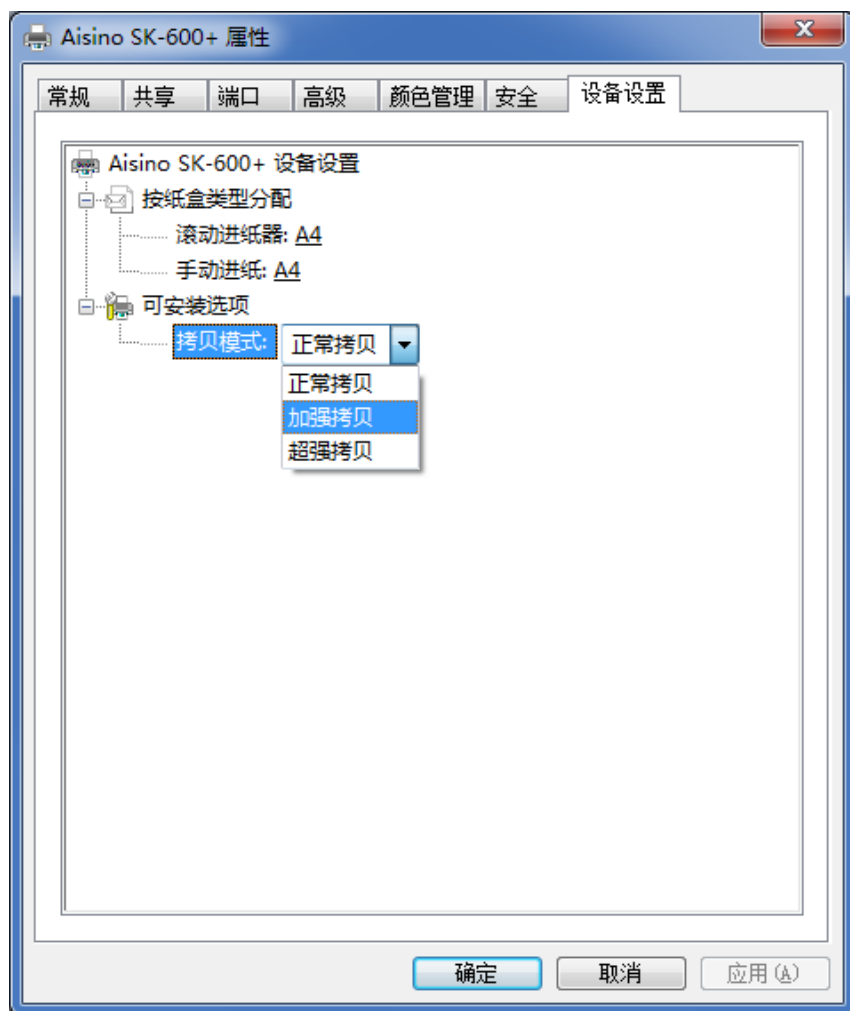 Aisino SK-600+ 属性
常规 共享 端口 高级 颜色管理 安全 设备设置
Aisino SK-600+ 设备设置
按纸盒类型分配
滚动进纸器: A4
手动进纸: A4
可安装选项
拷贝模式: 正常拷贝
正常拷贝
加强拷贝
超强拷贝
确定 取消 应用(A)